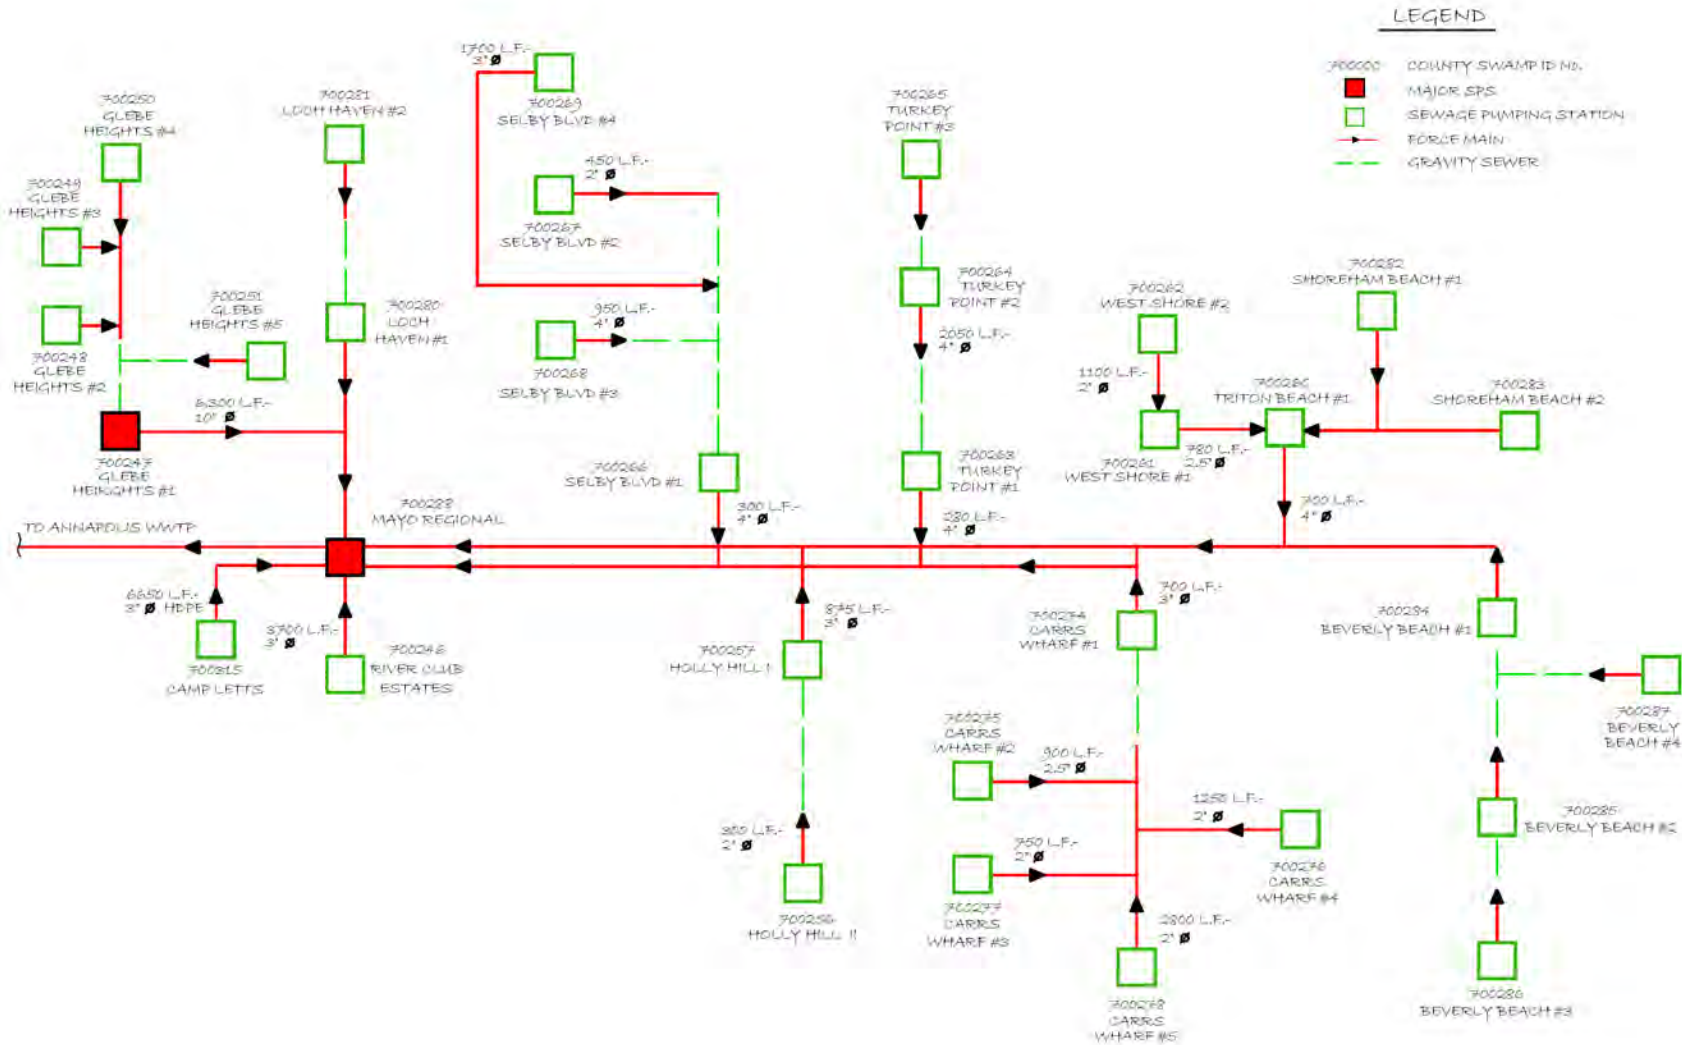 LEGEND
700000 COUNTY SWAMP ID No.
MAJOR SPS
SEWAGE PUMPING STATION
FORCE MAIN
GRAVITY SEWER
700250
GLEBE
HEIGHTS #4
700249
GLEBE
HEIGHTS #3
700248
GLEBE
HEIGHTS #2
700251
GLEBE
HEIGHTS #5
6,300 L.F.-
10" Ø
700247
GLEBE
HEIGHTS #1
700281
LOCH HAVEN #2
700280
LOCH
HAVEN #1
1700 L.F.-
3" Ø
700269
SELBY BLVD #4
450 L.F.-
2" Ø
700267
SELBY BLVD #2
950 L.F.-
4" Ø
700268
SELBY BLVD #3
700266
SELBY BLVD #1
300 L.F.-
4" Ø
700265
TURKEY
POINT #3
700264
TURKEY
POINT #2
2050 L.F.-
4" Ø
700263
TURKEY
POINT #1
280 L.F.-
4" Ø
700262
WEST SHORE #2
1100 L.F.-
2" Ø
700261
WEST SHORE #1
780 L.F.-
2.5" Ø
700260
TRITON BEACH #1
700282
SHOREHAM BEACH #1
700283
SHOREHAM BEACH #2
700 L.F.-
4" Ø
TO ANNAPOLIS WWTP
700288
MAYO REGIONAL
6650 L.F.-
3" Ø HDPE
700315
CAMP LETTS
3700 L.F.-
3" Ø
700246
RIVER CLUB
ESTATES
875 L.F.-
3" Ø
700257
HOLLY HILL I
300 L.F.-
2" Ø
700256
HOLLY HILL II
700 L.F.-
3" Ø
700274
CARRS
WHARF #1
700275
CARRS
WHARF #2
900 L.F.-
2.5" Ø
1250 L.F.-
2" Ø
700276
CARRS
WHARF #4
950 L.F.-
2" Ø
700277
CARRS
WHARF #3
2800 L.F.-
2" Ø
700278
CARRS
WHARF #5
700284
BEVERLY BEACH #1
700287
BEVERLY
BEACH #4
700285
BEVERLY BEACH #2
700286
BEVERLY BEACH #3